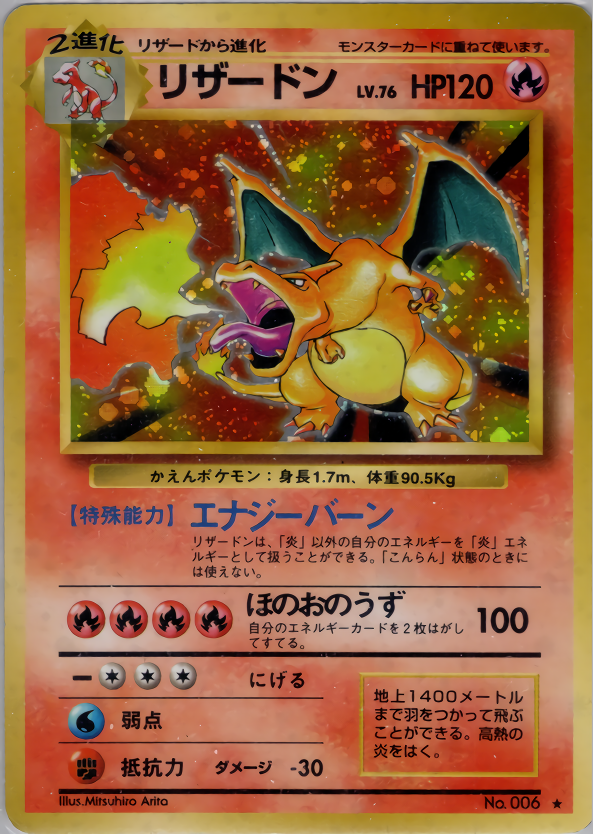 2進化 リザードから進化 モンスターカードに重ねて使います。
リザードン LV.76 HP120
かえんポケモン：身長1.7m、体重90.5Kg
【特殊能力】 エナジーバーン
リザードンは、「炎」以外の自分のエネルギーを「炎」エネ
ルギーとして扱うことができる。「こんらん」状態のときに
は使えない。
ほのおのうず 100
自分のエネルギーカードを2枚はがし
てすてる。
にげる
弱点
抵抗力 ダメージ -30
地上1400メートル
まで羽をつかって飛ぶ
ことができる。高熱の
炎をはく。
Illus.Mitsuhiro Arita No.006 ★